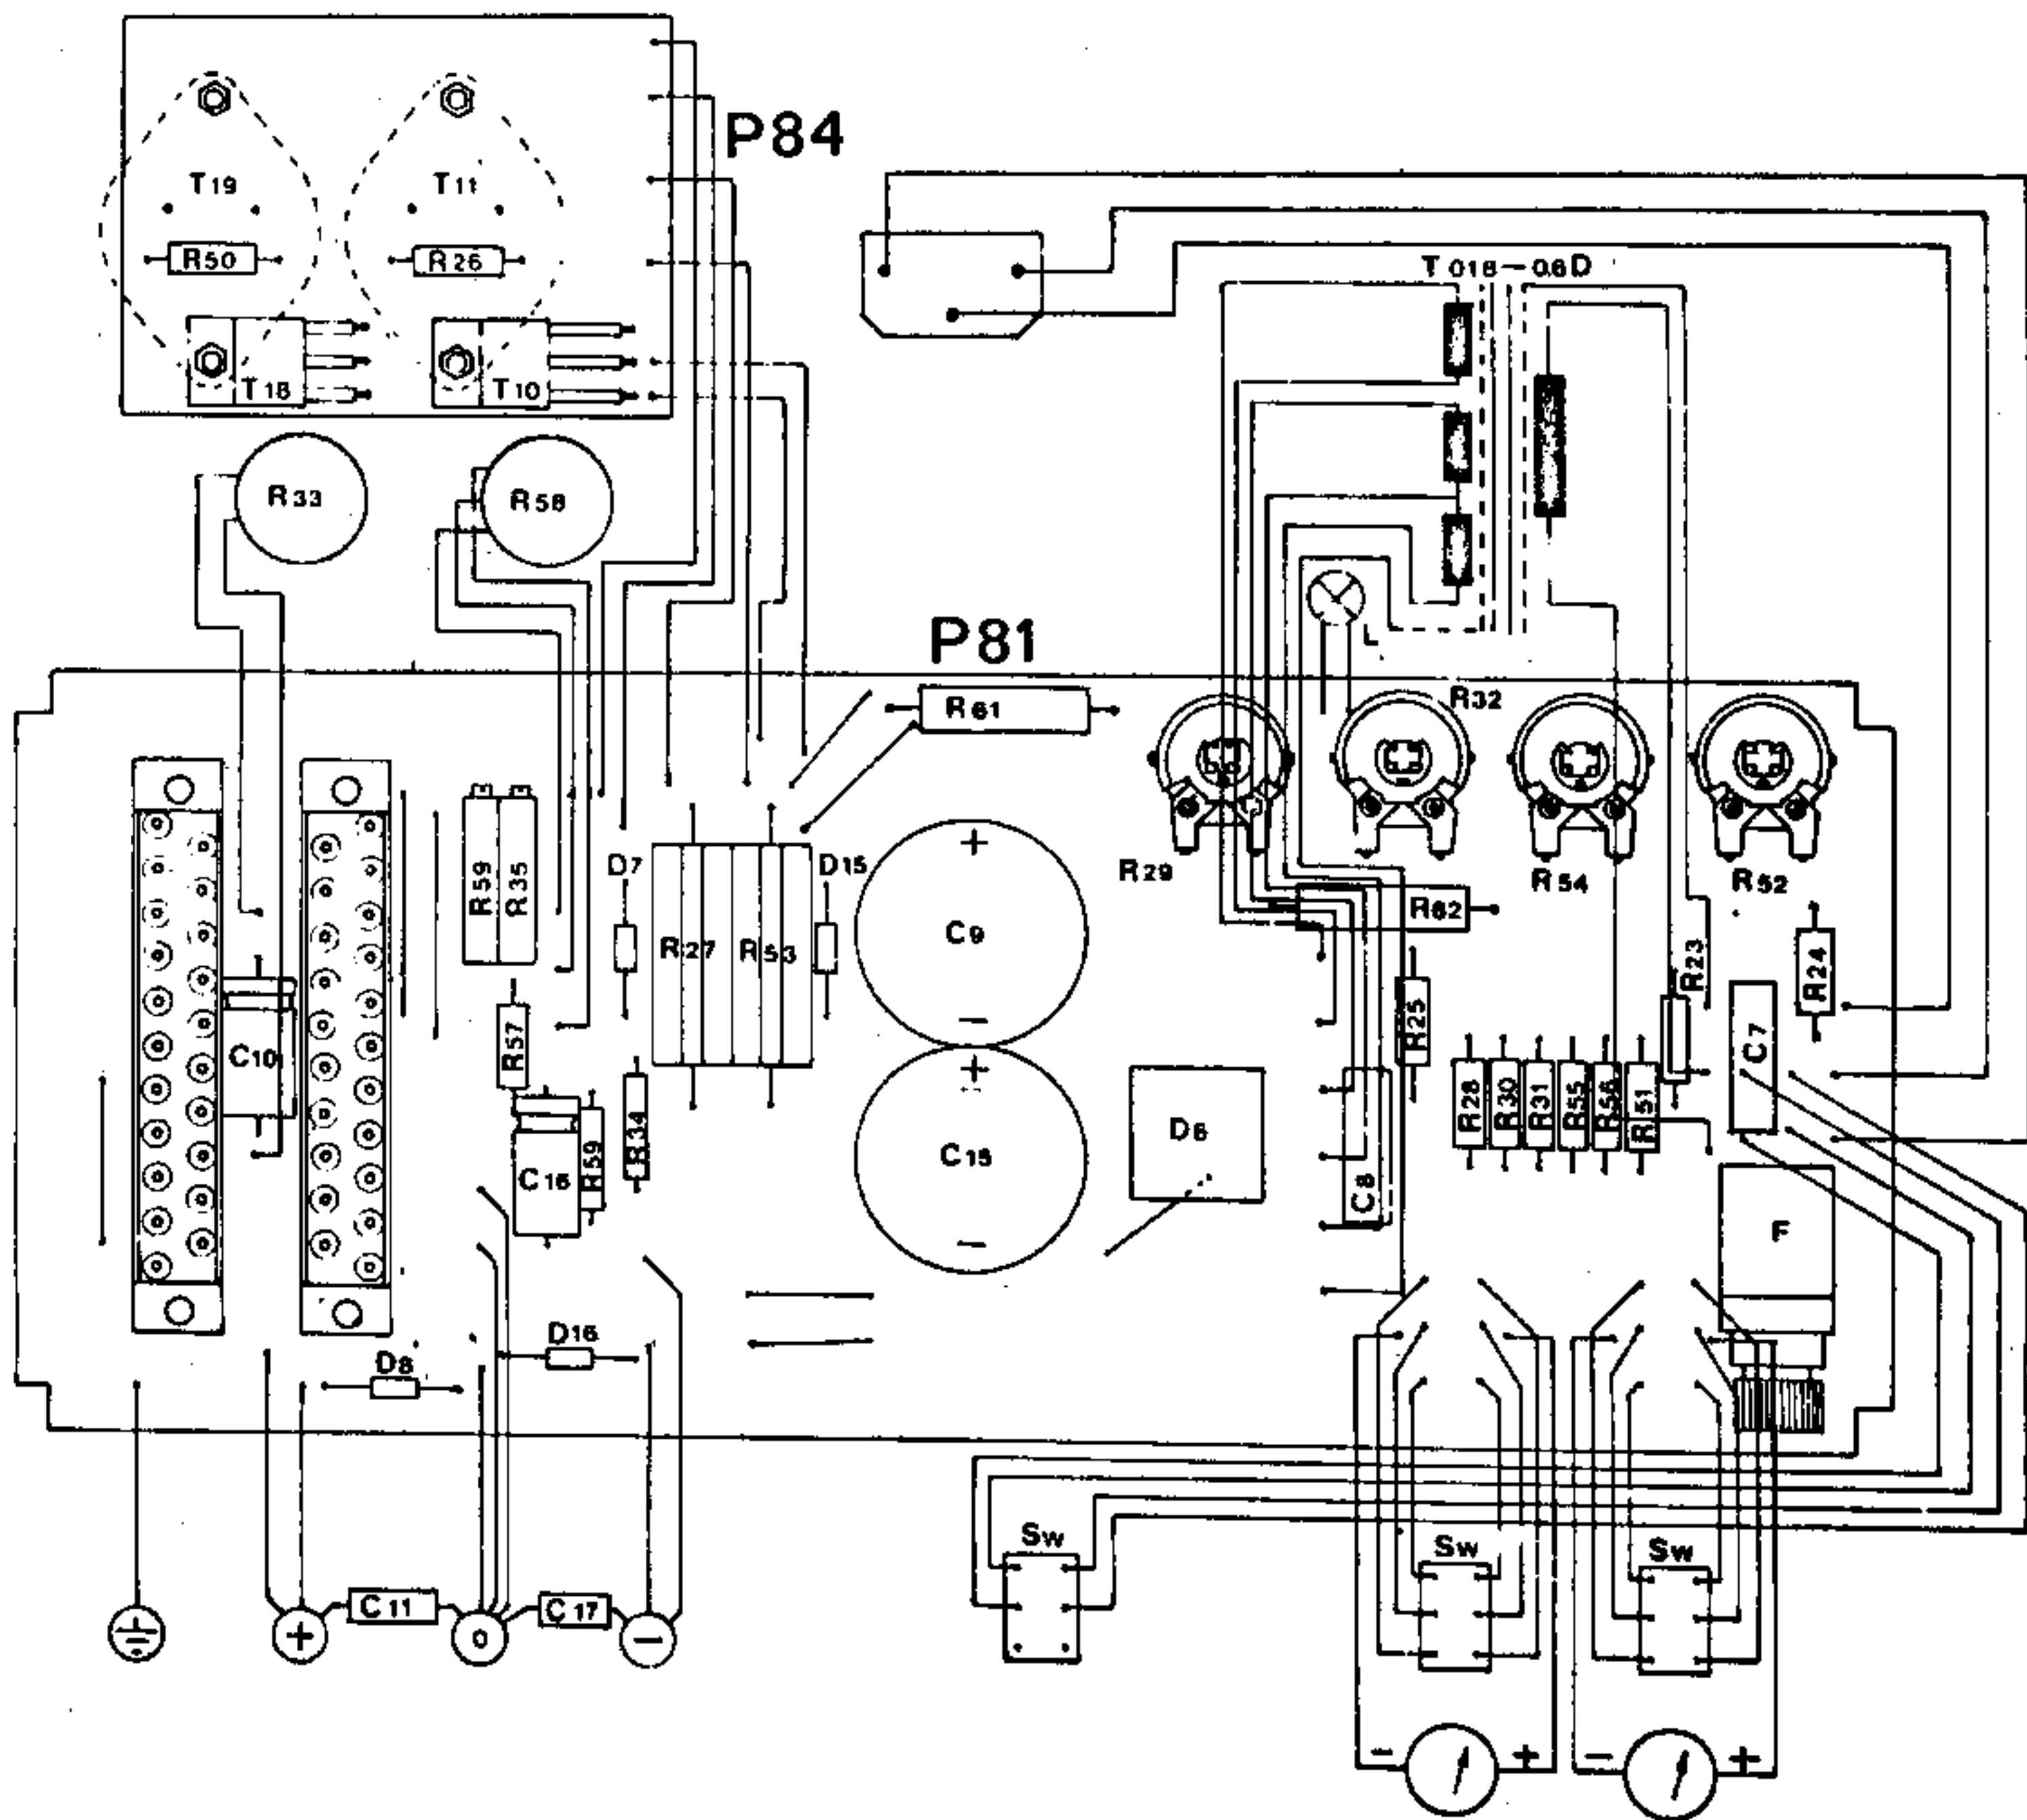 P84
T19
T11
R50
R26
T018-06D
T18
T10
R33
R58
P81
L
R61
R32
R59
R35
D7
D15
R29
R54
R52
R27
R53
C9
R62
R23
R24
R25
C7
R57
C10
R28
R30
R31
R55
R56
R51
R34
R59
C16
C15
D6
C8
F
D16
D8
Sw
Sw
Sw
C11
C17
+
0
-
+
-
+
-
- +
- +